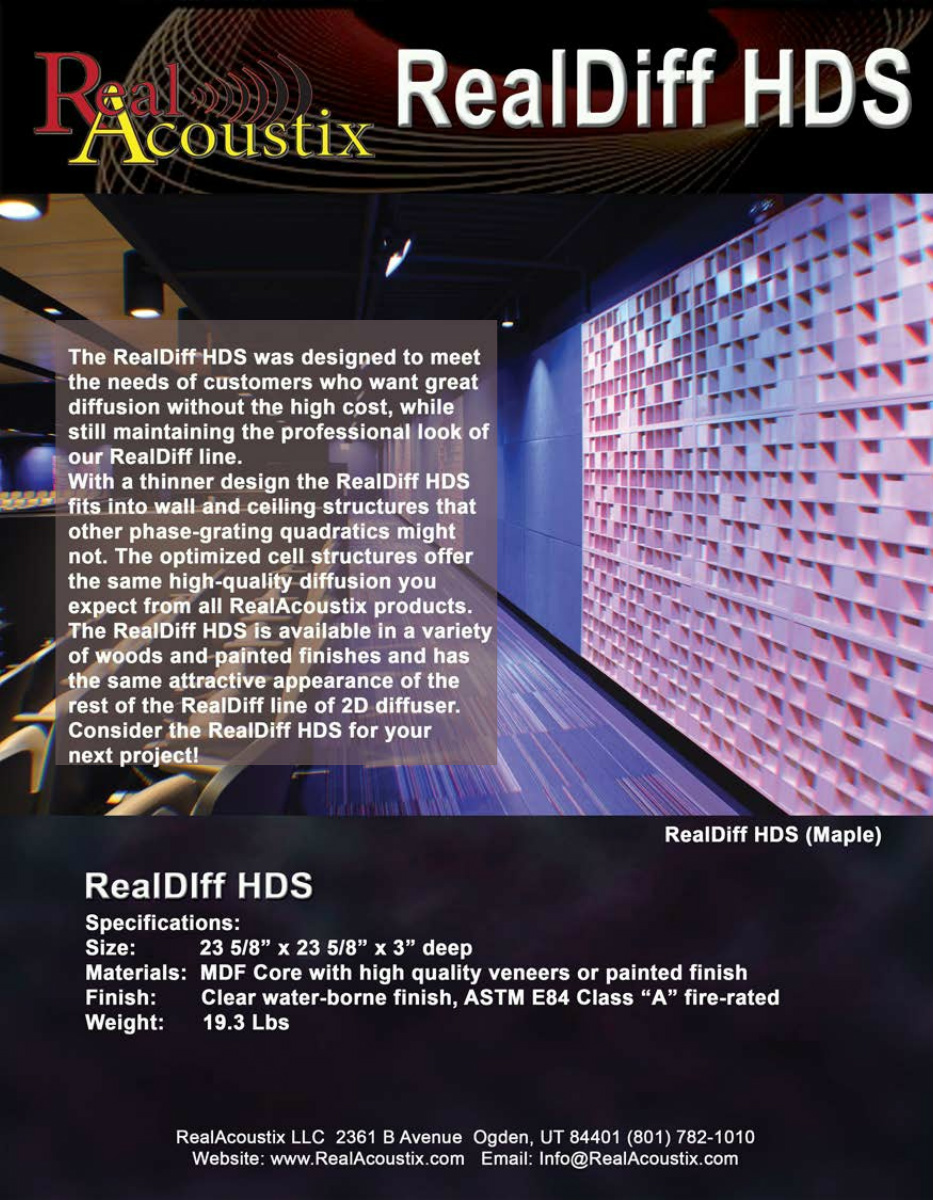 Real
Acoustix
RealDiff HDS
The RealDiff HDS was designed to meet
the needs of customers who want great
diffusion without the high cost, while
still maintaining the professional look of
our RealDiff line.
With a thinner design the RealDiff HDS
fits into wall and ceiling structures that
other phase-grating quadratics might
not. The optimized cell structures offer
the same high-quality diffusion you
expect from all RealAcoustix products.
The RealDiff HDS is available in a variety
of woods and painted finishes and has
the same attractive appearance of the
rest of the RealDiff line of 2D diffuser.
Consider the RealDiff HDS for your
next project!
RealDiff HDS (Maple)
RealDIff HDS
Specifications:
Size: 23 5/8” x 23 5/8” x 3” deep
Materials: MDF Core with high quality veneers or painted finish
Finish: Clear water-borne finish, ASTM E84 Class “A” fire-rated
Weight: 19.3 Lbs
RealAcoustix LLC 2361 B Avenue Ogden, UT 84401 (801) 782-1010
Website: www.RealAcoustix.com Email: Info@RealAcoustix.com